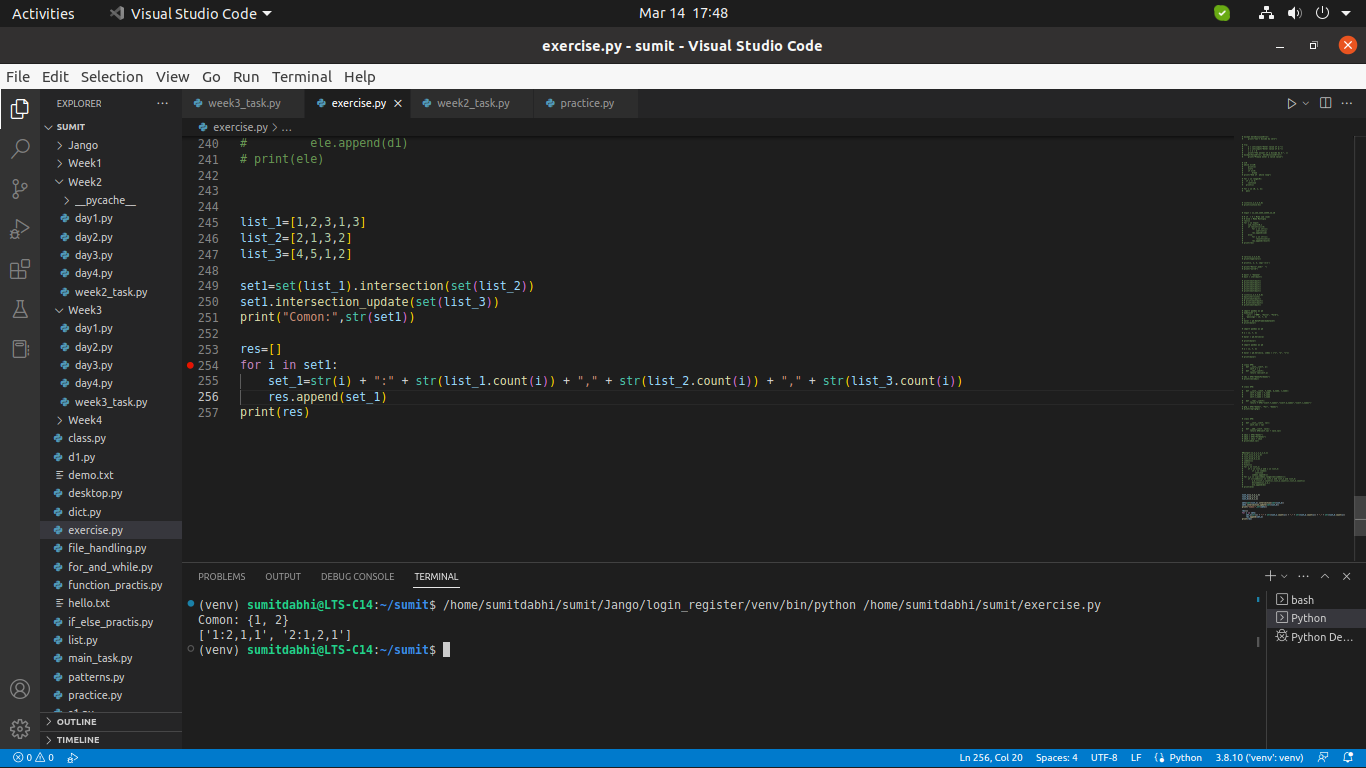 Activities
Visual Studio Code
Mar 14 17:48
exercise.py - sumit - Visual Studio Code
File Edit Selection View Go Run Terminal Help
EXPLORER
SUMIT
Jango
Week1
Week2
__pycache__
day1.py
day2.py
day3.py
day4.py
week2_task.py
Week3
day1.py
day2.py
day3.py
day4.py
week3_task.py
Week4
class.py
d1.py
demo.txt
desktop.py
dict.py
exercise.py
file_handling.py
for_and_while.py
function_practis.py
hello.txt
if_else_practis.py
list.py
main_task.py
patterns.py
practice.py
OUTLINE
TIMELINE
week3_task.py exercise.py week2_task.py practice.py
exercise.py > ...
240 #         ele.append(d1)
241 # print(ele)
242
243
244
245 list_1=[1,2,3,1,3]
246 list_2=[2,1,3,2]
247 list_3=[4,5,1,2]
248
249 set1=set(list_1).intersection(set(list_2))
250 set1.intersection_update(set(list_3))
251 print("Comon:",str(set1))
252
253 res=[]
254 for i in set1:
255     set_1=str(i) + ":" + str(list_1.count(i)) + "," + str(list_2.count(i)) + "," + str(list_3.count(i))
256     res.append(set_1)
257 print(res)
PROBLEMS OUTPUT DEBUG CONSOLE TERMINAL
(venv) sumitdabhi@LTS-C14:~/sumit$ /home/sumitdabhi/sumit/Jango/login_register/venv/bin/python /home/sumitdabhi/sumit/exercise.py
Comon: {1, 2}
['1:2,1,1', '2:1,2,1']
(venv) sumitdabhi@LTS-C14:~/sumit$
bash
Python
Python De...
0 0
Ln 256, Col 20 Spaces: 4 UTF-8 LF Python 3.8.10 ('venv': venv)